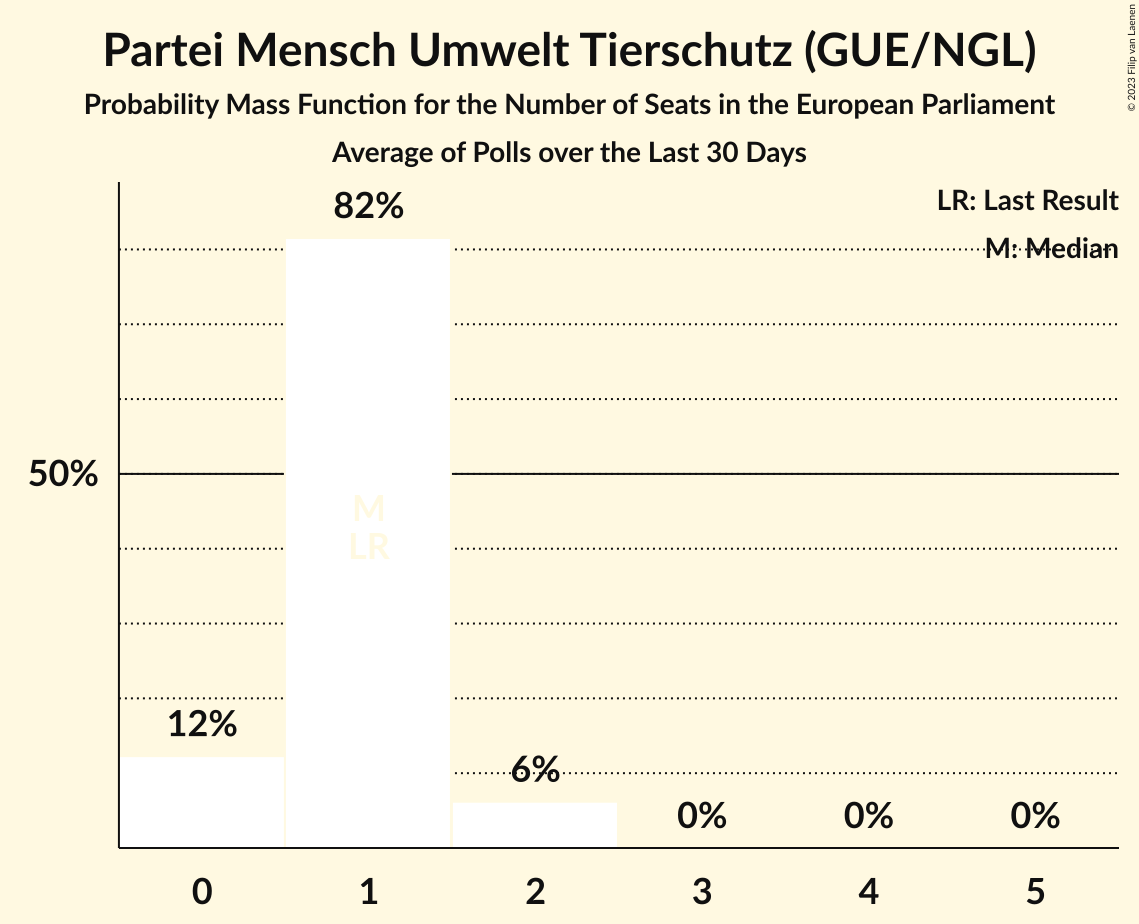 Partei Mensch Umwelt Tierschutz (GUE/NGL)
Probability Mass Function for the Number of Seats in the European Parliament
Average of Polls over the Last 30 Days
© 2023 Filip van Laenen
LR: Last Result
M: Median
82%
50%
M
LR
12%
6%
0%
0%
0%
0
1
2
3
4
5